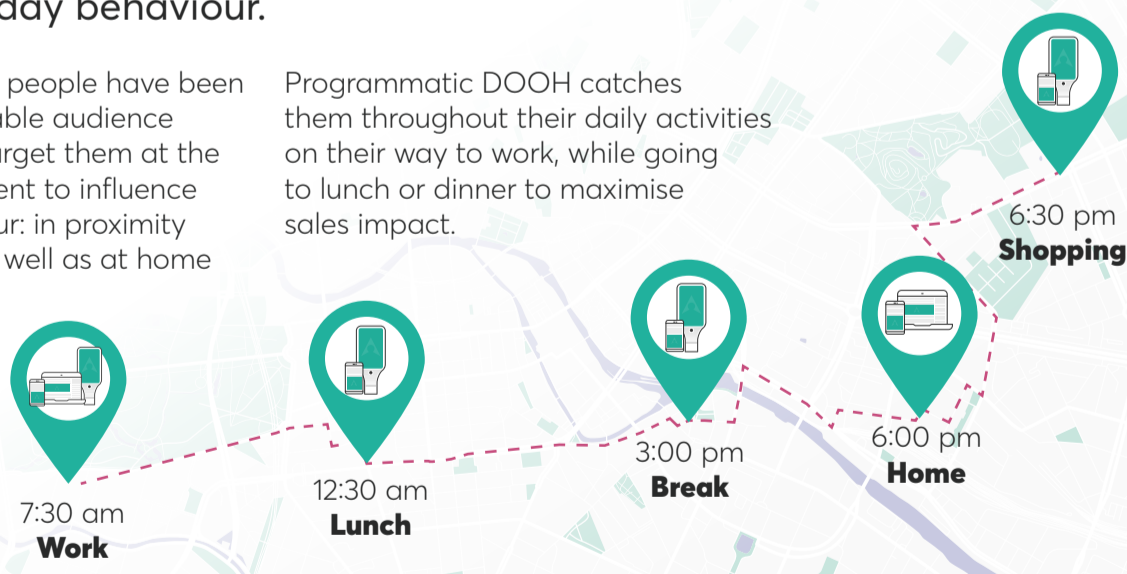 day behaviour.
people have been
able audience
arget them at the
ent to influence
ur: in proximity
well as at home
Programmatic DOOH catches
them throughout their daily activities
on their way to work, while going
to lunch or dinner to maximise
sales impact.
7:30 am
Work
12:30 am
Lunch
3:00 pm
Break
6:00 pm
Home
6:30 pm
Shopping